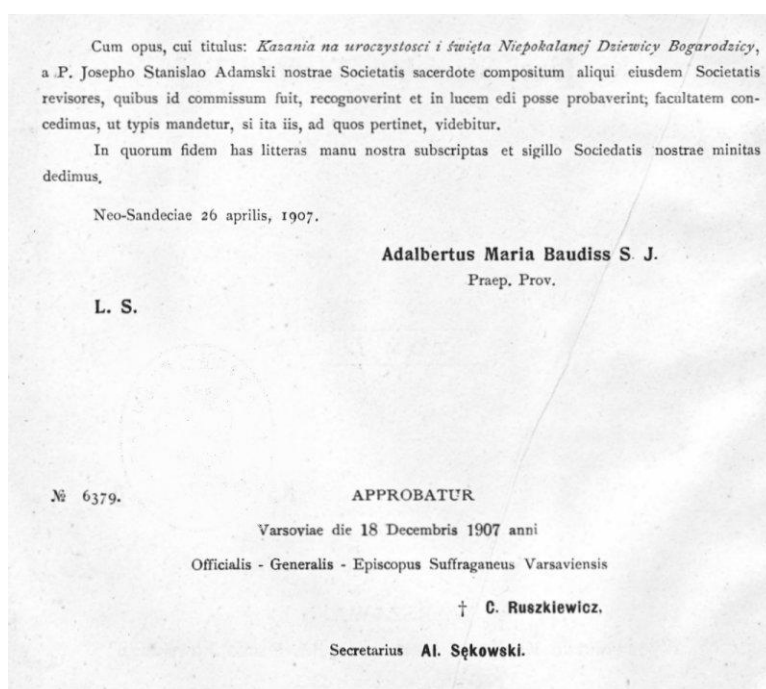 Cum opus, cui titulus: Kazania na uroczystosci i święta Niepokalanej Dziewicy Bogarodzicy,
a P. Josepho Stanislao Adamski nostrae Societatis sacerdote compositum aliqui eiusdem Societatis
revisores, quibus id commissum fuit, recognoverint et in lucem edi posse probaverint; facultatem con-
cedimus, ut typis mandetur, si ita iis, ad quos pertinet, videbitur.
In quorum fidem has litteras manu nostra subscriptas et sigillo Sociedatis nostrae minitas
dedimus.
Neo-Sandeciae 26 aprilis, 1907.
Adalbertus Maria Baudiss S. J.
Praep. Prov.
L. S.
№ 6379. APPROBATUR
Varsoviae die 18 Decembris 1907 anni
Officialis - Generalis - Episcopus Suffraganeus Varsaviensis
† C. Ruszkiewicz.
Secretarius Al. Sękowski.